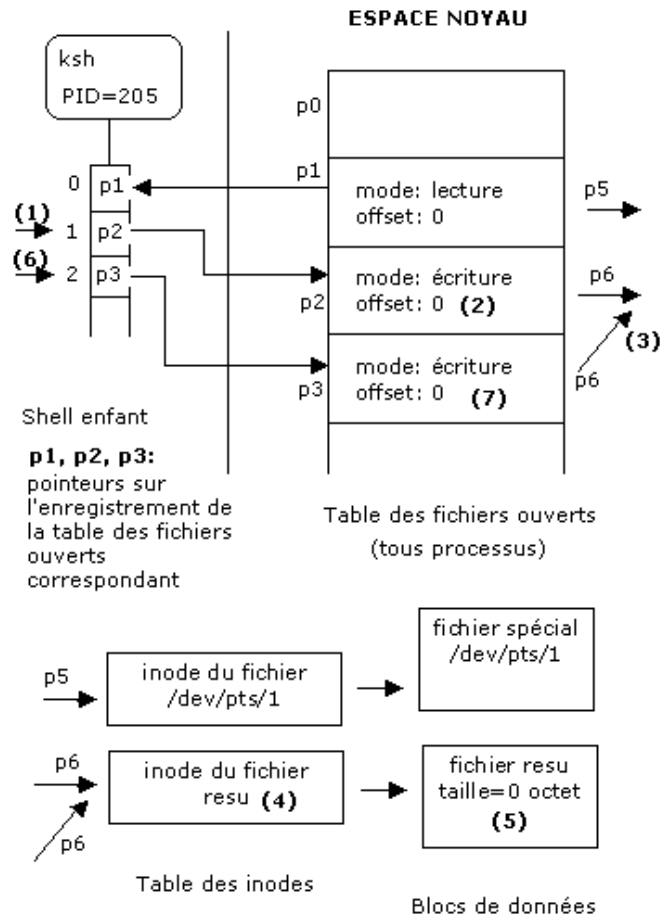 ESPACE NOYAU
ksh
PID=205
p0
p1
0 p1
mode: lecture
offset: 0
p5
(1)
1 p2
mode: écriture
offset: 0 (2)
p2
p6
(3)
(6)
2 p3
mode: écriture
offset: 0 (7)
p3
p6
Shell enfant
p1, p2, p3:
pointeurs sur
l'enregistrement de
la table des fichiers
ouverts
correspondant
Table des fichiers ouverts
(tous processus)
p5
inode du fichier
/dev/pts/1
fichier spécial
/dev/pts/1
p6
p6
inode du fichier
resu (4)
fichier resu
taille=0 octet
(5)
Table des inodes
Blocs de données